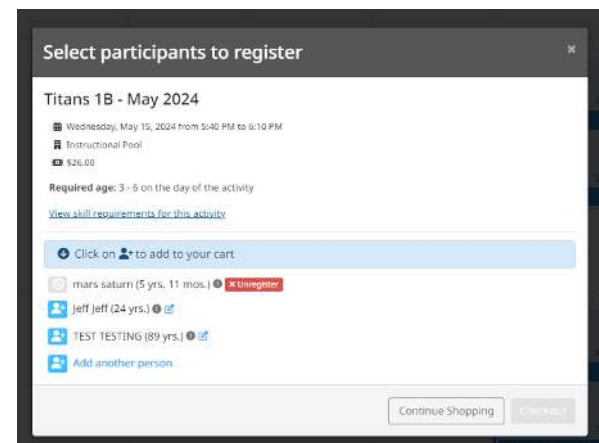 Select participants to register ×
Titans 1B - May 2024
Wednesday, May 15, 2024 from 5:40 PM to 6:10 PM
Instructional Pool
$26.00
Required age: 3 - 6 on the day of the activity
View skill requirements for this activity
Click on to add to your cart
mars saturn (5 yrs. 11 mos.) × Unregister
Jeff Jeff (24 yrs.)
TEST TESTING (89 yrs.)
Add another person
Continue Shopping Checkout